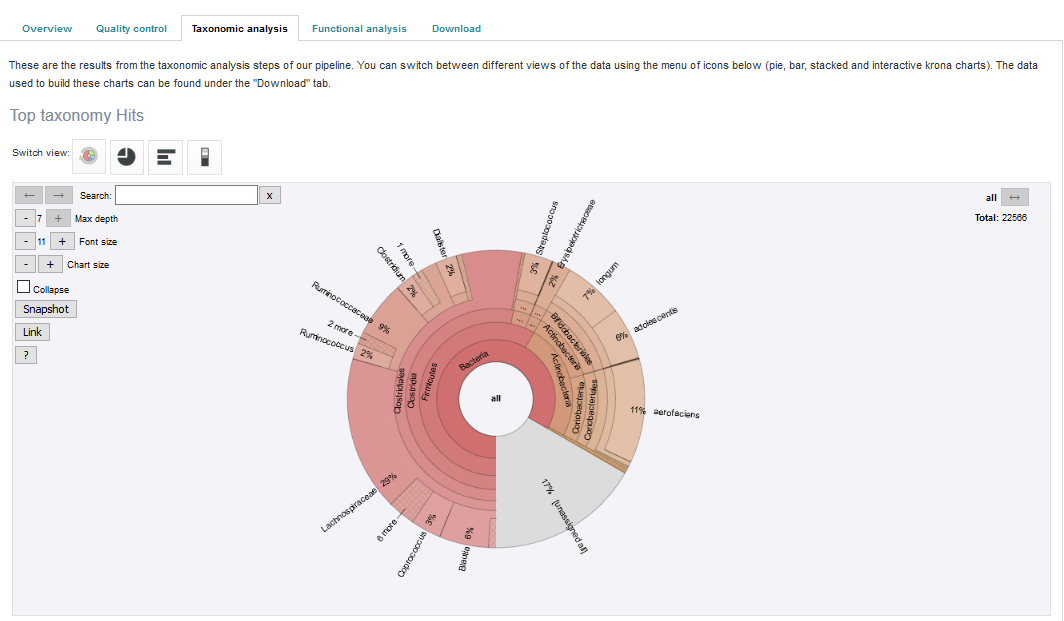 Overview Quality control Taxonomic analysis Functional analysis Download
These are the results from the taxonomic analysis steps of our pipeline. You can switch between different views of the data using the menu of icons below (pie, bar, stacked and interactive krona charts). The data
used to build these charts can be found under the "Download" tab.
Top taxonomy Hits
Switch view:
← → Search: x
- 7 + Max depth
- 11 + Font size
- + Chart size
Collapse
Snapshot
Link
?
all ↔
Total: 22566
Streptococcus 3%
Erysipelotrichaceae 2%
longum 7%
adolescentis 6%
11% aerofaciens
17% [unassigned all]
Blautia 6%
Coprococcus 3%
6 more
Lachnospiraceae 29%
Ruminococcus 2%
2 more
Ruminococcaceae 9%
Clostridium 2%
1 more
Dialister 2%
Bacteria
Firmicutes
Clostridia
Clostridiales
Actinobacteria
Actinobacteria
Bifidobacteriales
Coriobacteria
Coriobacteriales
...
...
...
...
all